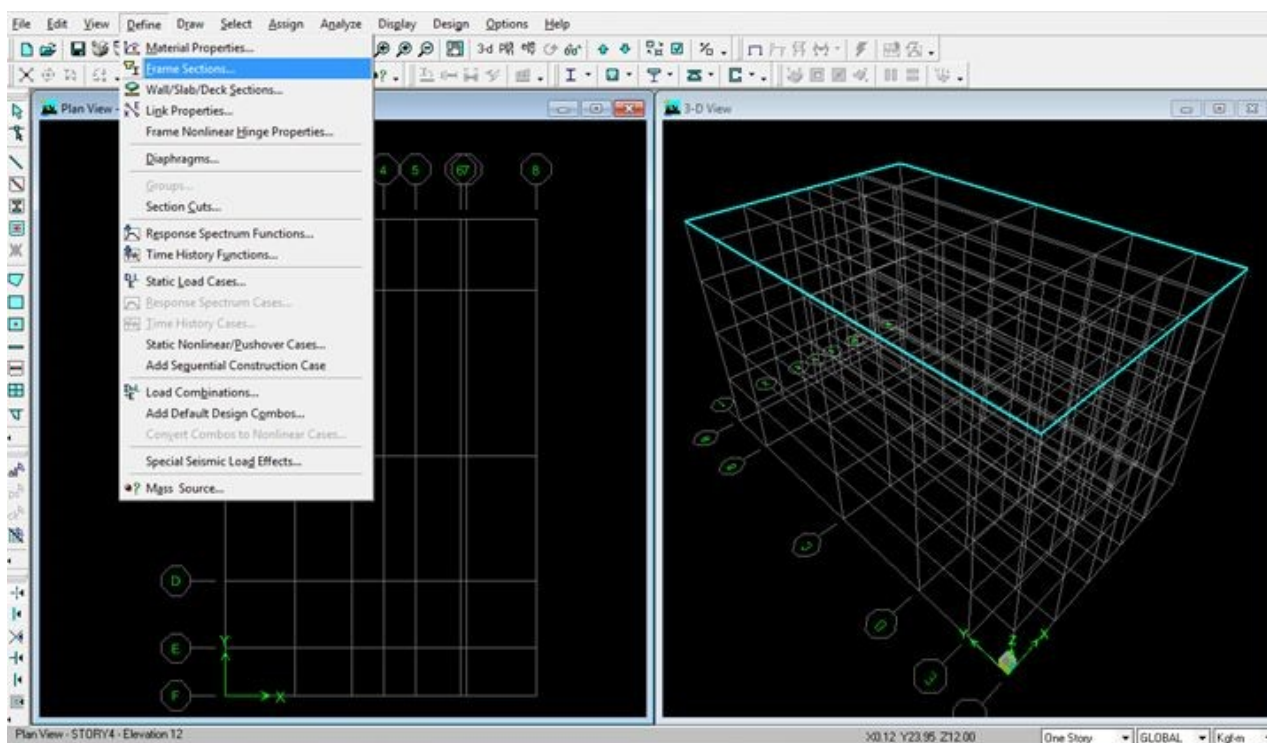 File Edit View Define Draw Select Assign Analyze Display Design Options Help
3-d
Plan View -
3-D View
Material Properties...
Frame Sections...
Wall/Slab/Deck Sections...
Link Properties...
Frame Nonlinear Hinge Properties...
Diaphragms...
Groups...
Section Cuts...
Response Spectrum Functions...
Time History Functions...
Static Load Cases...
Response Spectrum Cases...
Time History Cases...
Static Nonlinear/Pushover Cases...
Add Sequential Construction Case
Load Combinations...
Add Default Design Combos...
Convert Combos to Nonlinear Cases...
Special Seismic Load Effects...
Mass Source...
4 5 6 7 8
D
E
F
Y
X
Y Z X
D
E
Plan View - STORY4 - Elevation 12
X0.12 Y23.95 Z12.00
One Story
GLOBAL
Kgf-m